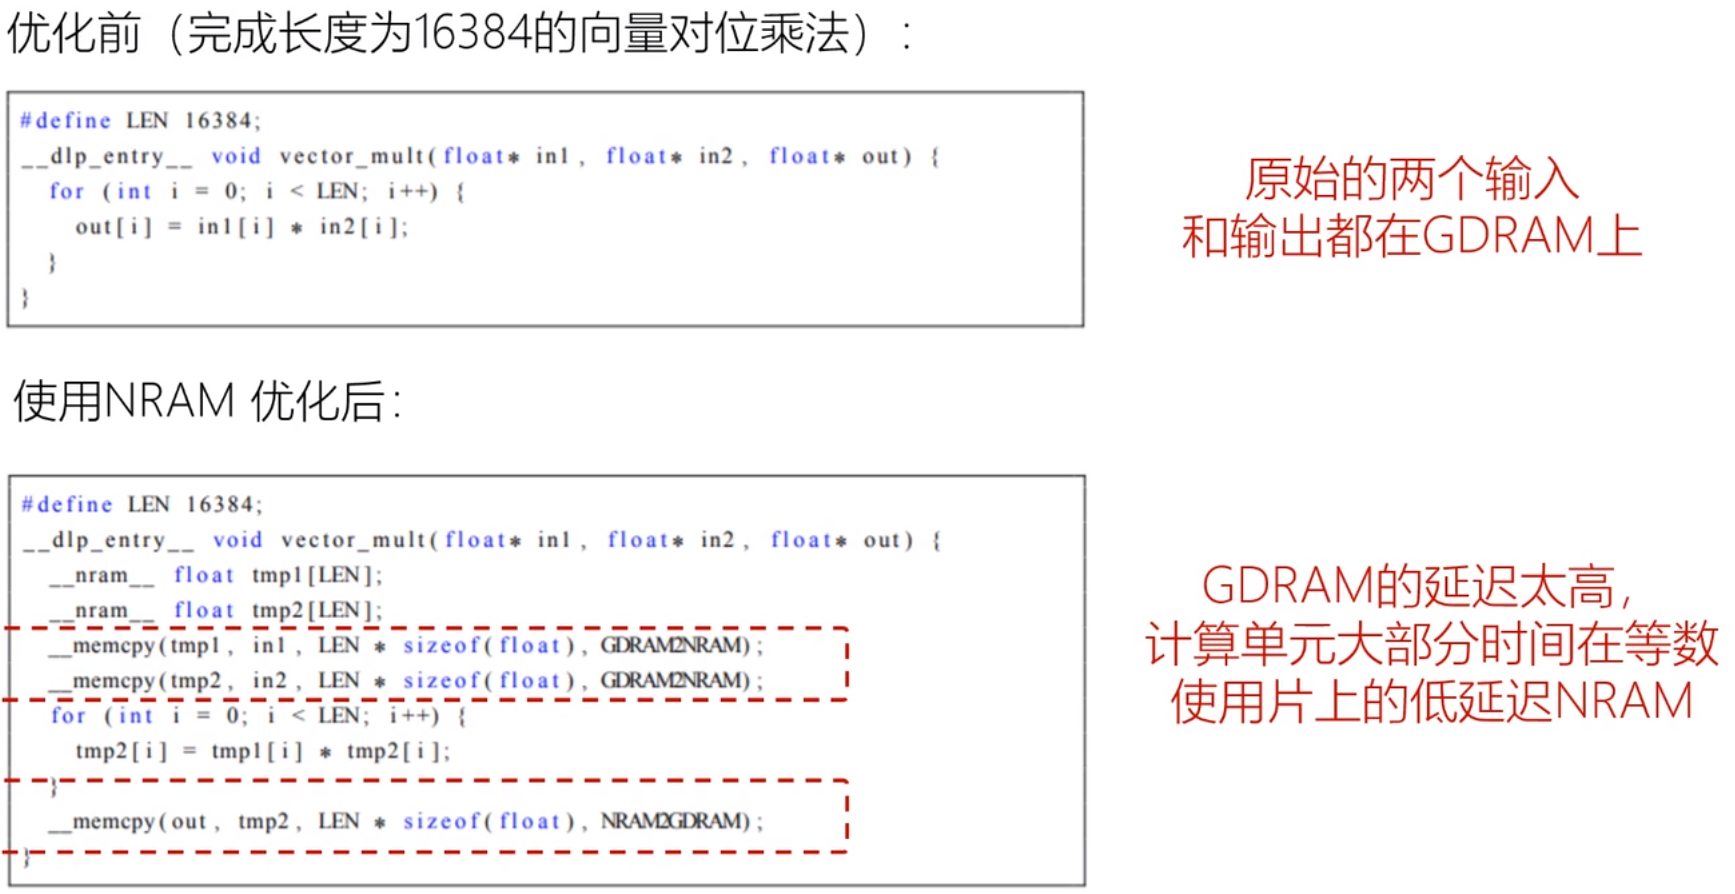 优化前（完成长度为16384的向量对位乘法）：
#define LEN 16384;
__dlp_entry__ void vector_mult(float* in1, float* in2, float* out) {
for (int i = 0; i < LEN; i++) {
out[i] = in1[i] * in2[i];
}
}
原始的两个输入
和输出都在GDRAM上
使用NRAM 优化后：
#define LEN 16384;
__dlp_entry__ void vector_mult(float* in1, float* in2, float* out) {
__nram__ float tmp1[LEN];
__nram__ float tmp2[LEN];
__memcpy(tmp1, in1, LEN * sizeof(float), GDRAM2NRAM);
__memcpy(tmp2, in2, LEN * sizeof(float), GDRAM2NRAM);
for (int i = 0; i < LEN; i++) {
tmp2[i] = tmp1[i] * tmp2[i];
}
__memcpy(out, tmp2, LEN * sizeof(float), NRAM2GDRAM);
}
GDRAM的延迟太高，
计算单元大部分时间在等数
使用片上的低延迟NRAM